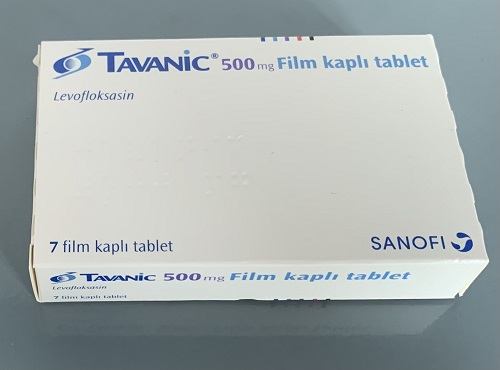 TAVANIC® 500 mg Film kaplı tablet
Levofloksasin
7 film kaplı tablet
SANOFI
TAVANIC 500 mg Film kaplı tablet
Levofloksasin
7 film kaplı tablet